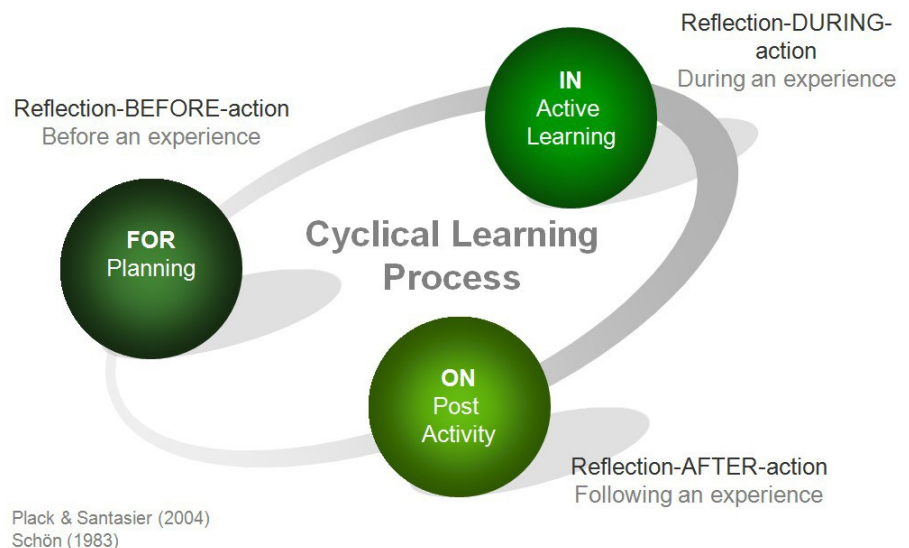 Reflection-BEFORE-action
Before an experience
FOR
Planning
IN
Active
Learning
Reflection-DURING-
action
During an experience
Cyclical Learning
Process
ON
Post
Activity
Reflection-AFTER-action
Following an experience
Plack & Santasier (2004)
Schön (1983)